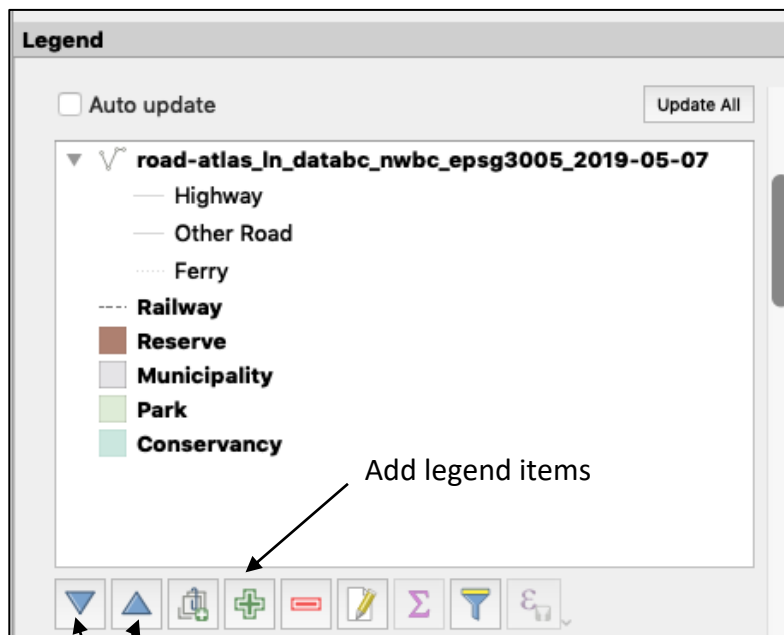 Legend
Auto update
Update All
road-atlas_ln_databc_nwbc_epsg3005_2019-05-07
Highway
Other Road
Ferry
Railway
Reserve
Municipality
Park
Conservancy
Add legend items
Σ
ε